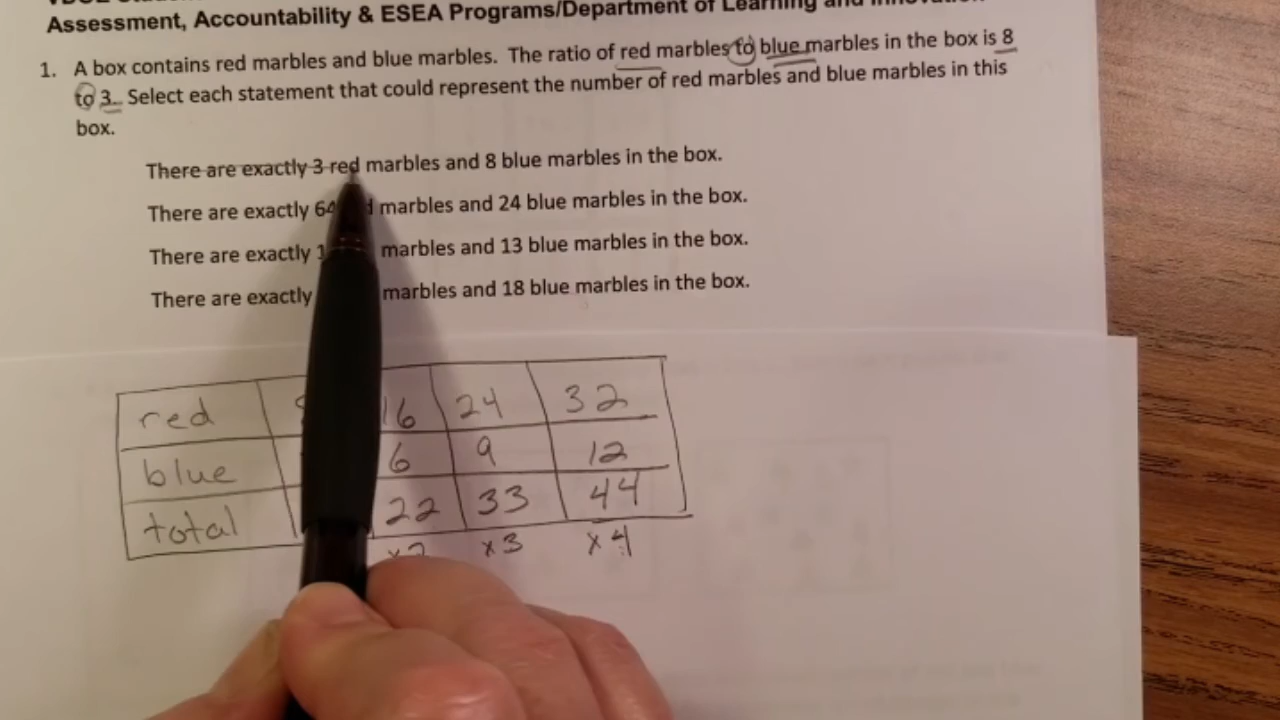 Assessment, Accountability & ESEA Programs/Department of Learning and
1. A box contains red marbles and blue marbles. The ratio of red marbles to blue marbles in the box is 8
to 3. Select each statement that could represent the number of red marbles and blue marbles in this
box.
There are exactly 3 red marbles and 8 blue marbles in the box.
There are exactly marbles and 24 blue marbles in the box.
There are exactly marbles and 13 blue marbles in the box.
There are exactly marbles and 18 blue marbles in the box.
red 16 24 32
blue 6 9 12
total 22 33 44
x2 x3 x4